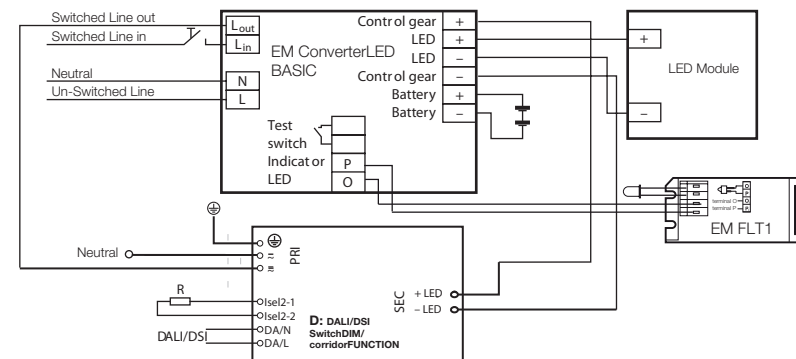 Switched Line out
Switched Line in
Neutral
Un-Switched Line
Lout
Lin
N
L
EM ConverterLED
BASIC
Control gear +
LED +
LED –
Control gear –
Battery +
Battery –
Test
switch
Indicator
LED
P
O
+
–
LED Module
terminal O
terminal P
O
P
O
P
EM FLT1
Neutral
PRI
R
Isel2-1
Isel2-2
DALI/DSI
DA/N
DA/L
D: DALI/DSI
SwitchDIM/
corridorFUNCTION
SEC
+ LED
– LED